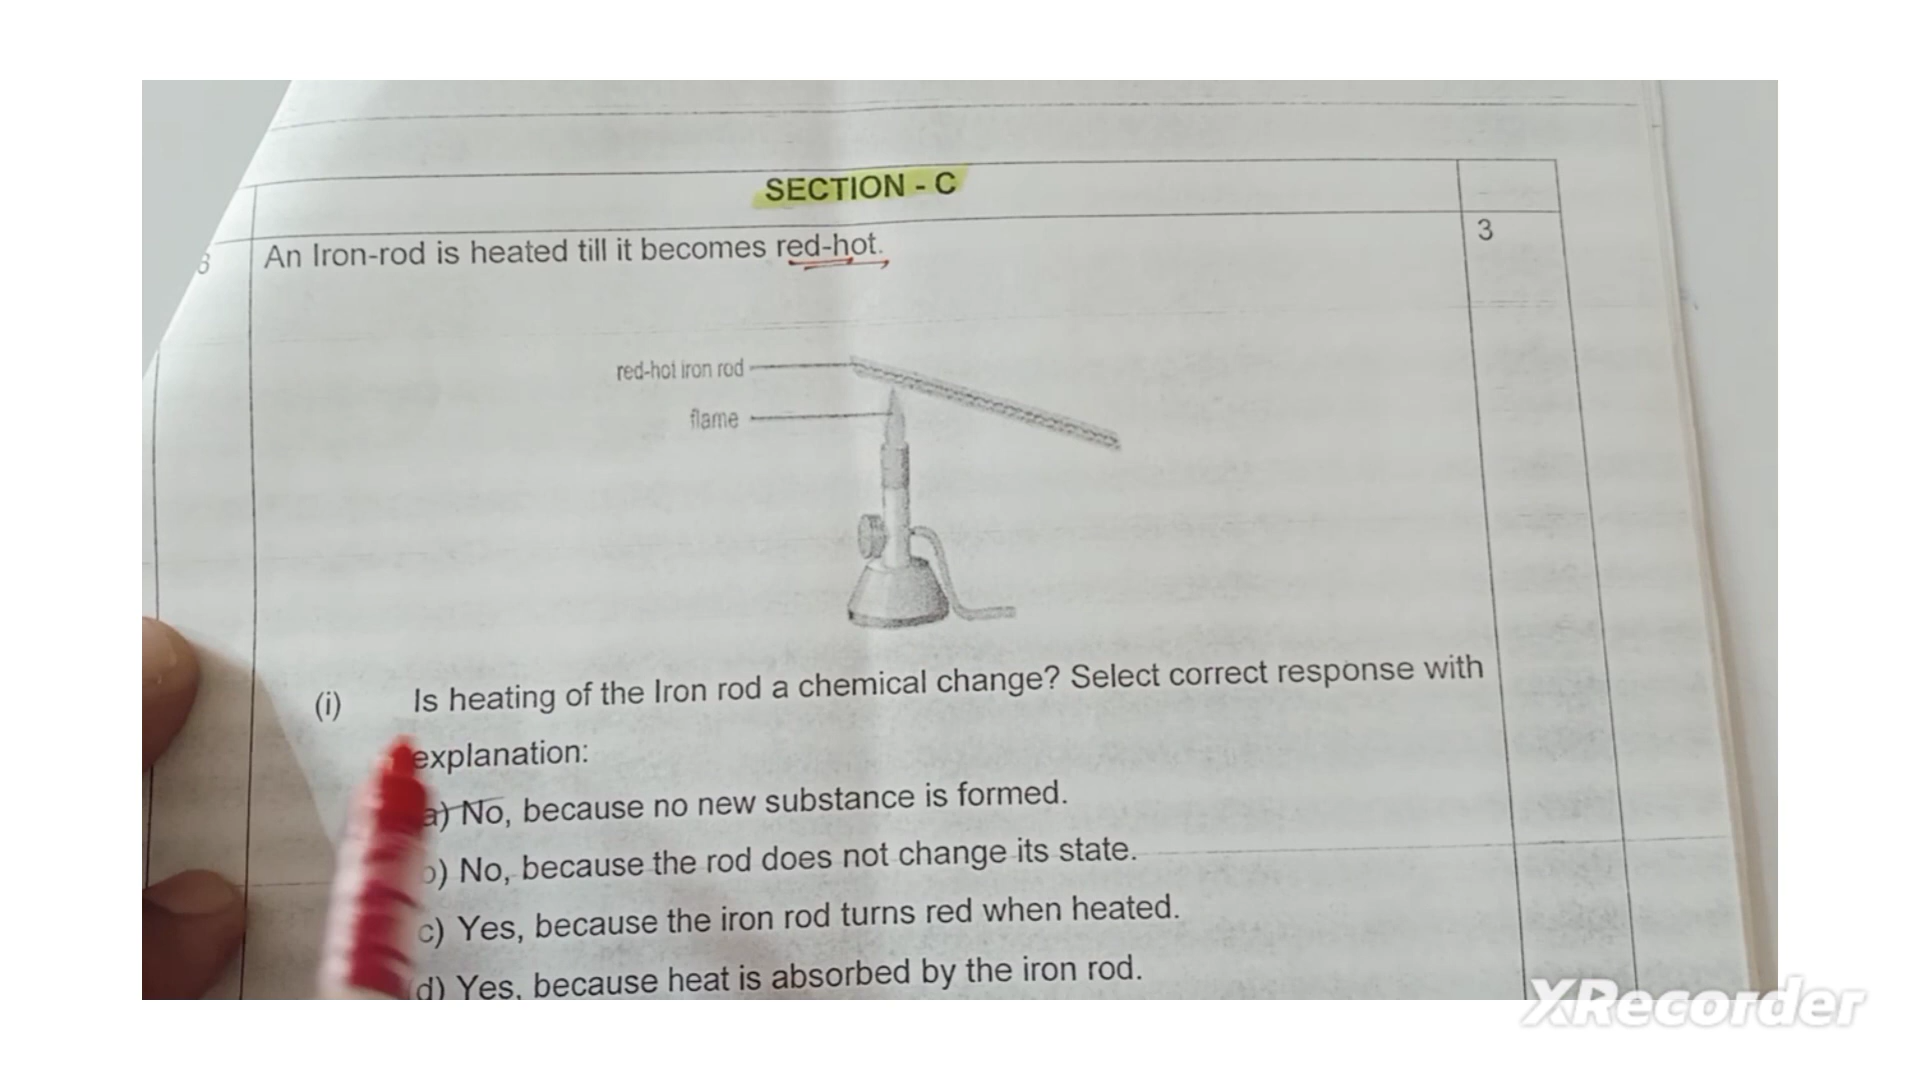 SECTION - C
3
An Iron-rod is heated till it becomes red-hot.
red-hot iron rod
flame
(i) Is heating of the Iron rod a chemical change? Select correct response with
explanation:
a) No, because no new substance is formed.
b) No, because the rod does not change its state.
c) Yes, because the iron rod turns red when heated.
d) Yes, because heat is absorbed by the iron rod.
XRecorder